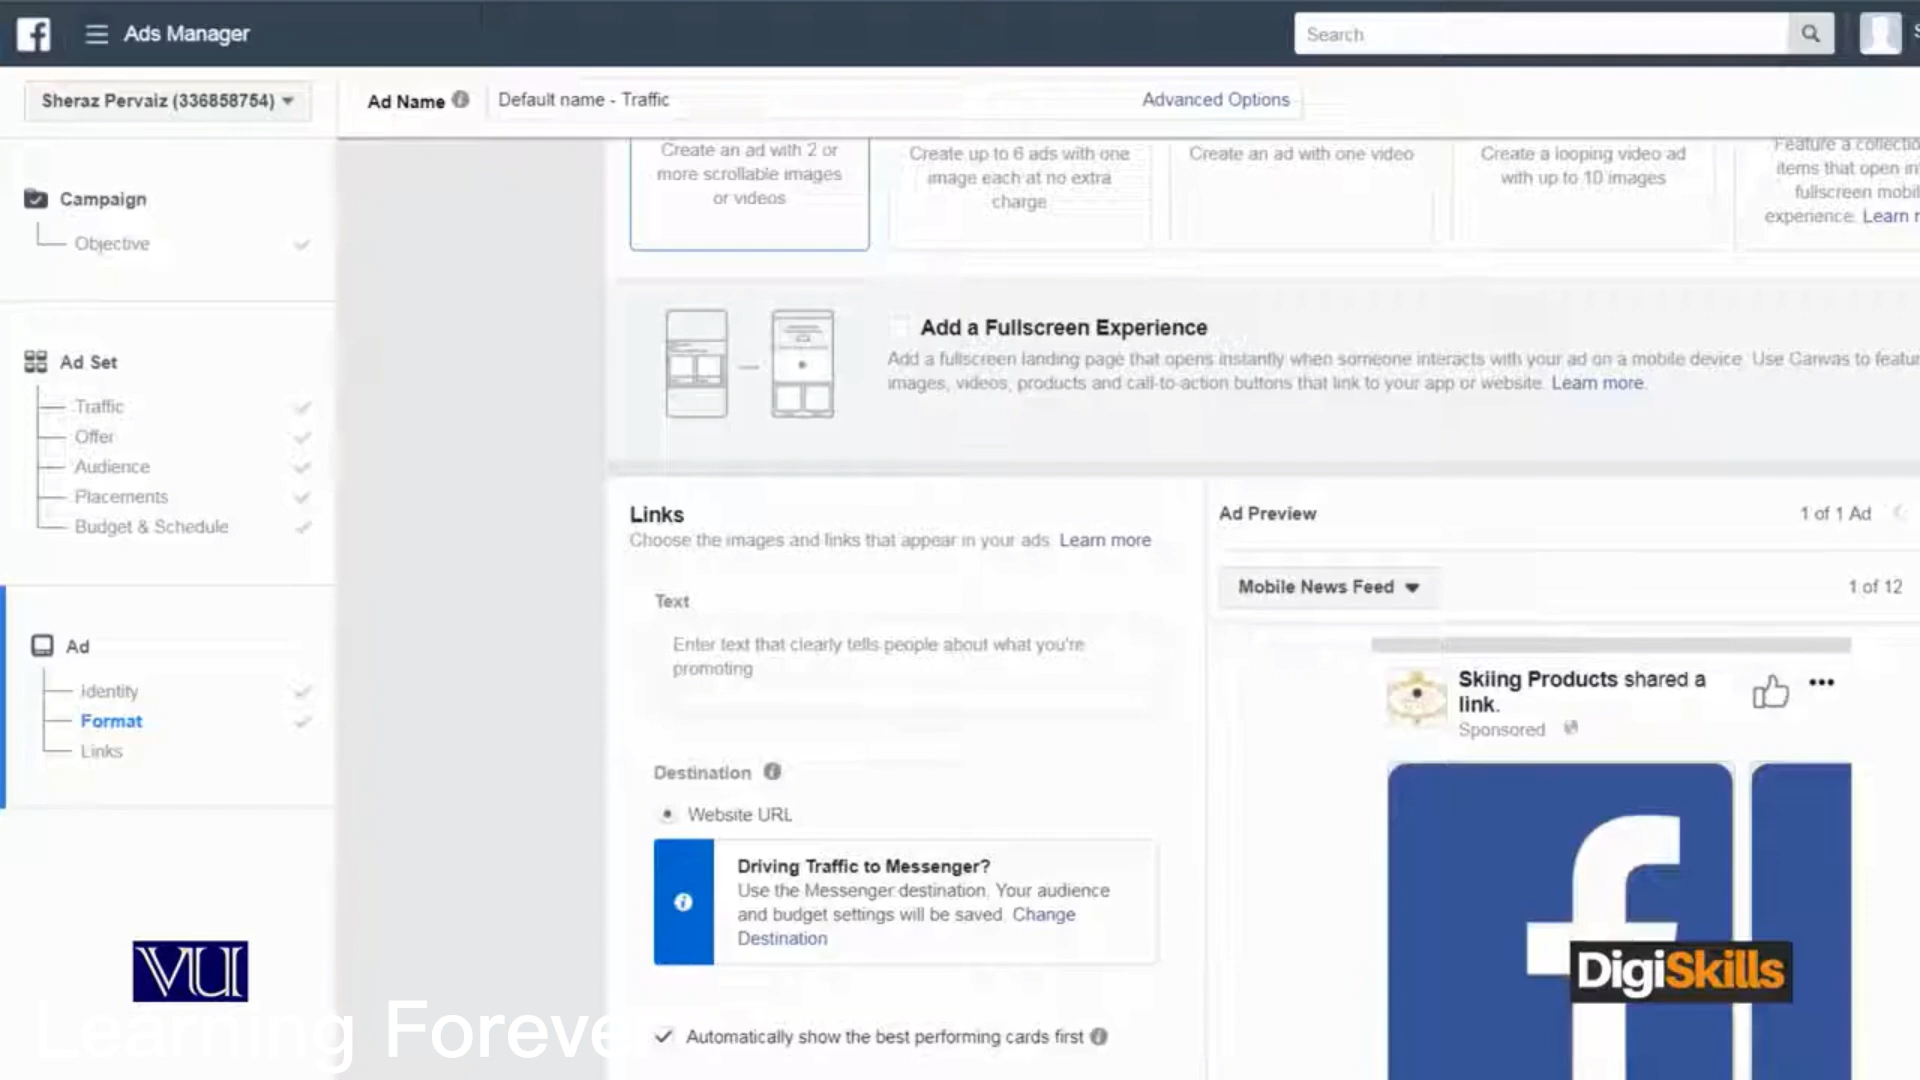 Ads Manager
Search
Sheraz Pervaiz (336858754)
Ad Name
Default name - Traffic
Advanced Options
Campaign
Objective
Ad Set
Traffic
Offer
Audience
Placements
Budget & Schedule
Ad
Identity
Format
Links
Create an ad with 2 or
more scrollable images
or videos
Create up to 6 ads with one
image each at no extra
charge
Create an ad with one video
Create a looping video ad
with up to 10 images
Feature a
items that open
fullscreen
experience. Learn
Add a Fullscreen Experience
Add a fullscreen landing page that opens instantly when someone interacts with your ad on a mobile device. Use Canvas to
images, videos, products and call-to-action buttons that link to your app or website. Learn more.
Links
Choose the images and links that appear in your ads. Learn more
Text
Enter text that clearly tells people about what you're
promoting
Destination
Website URL
Driving Traffic to Messenger?
Use the Messenger destination. Your audience
and budget settings will be saved. Change
Destination
Automatically show the best performing cards first
Ad Preview
1 of 1 Ad
Mobile News Feed
1 of 12
Skiing Products shared a
link.
Sponsored
VU
DigiSkills
Learning Forever